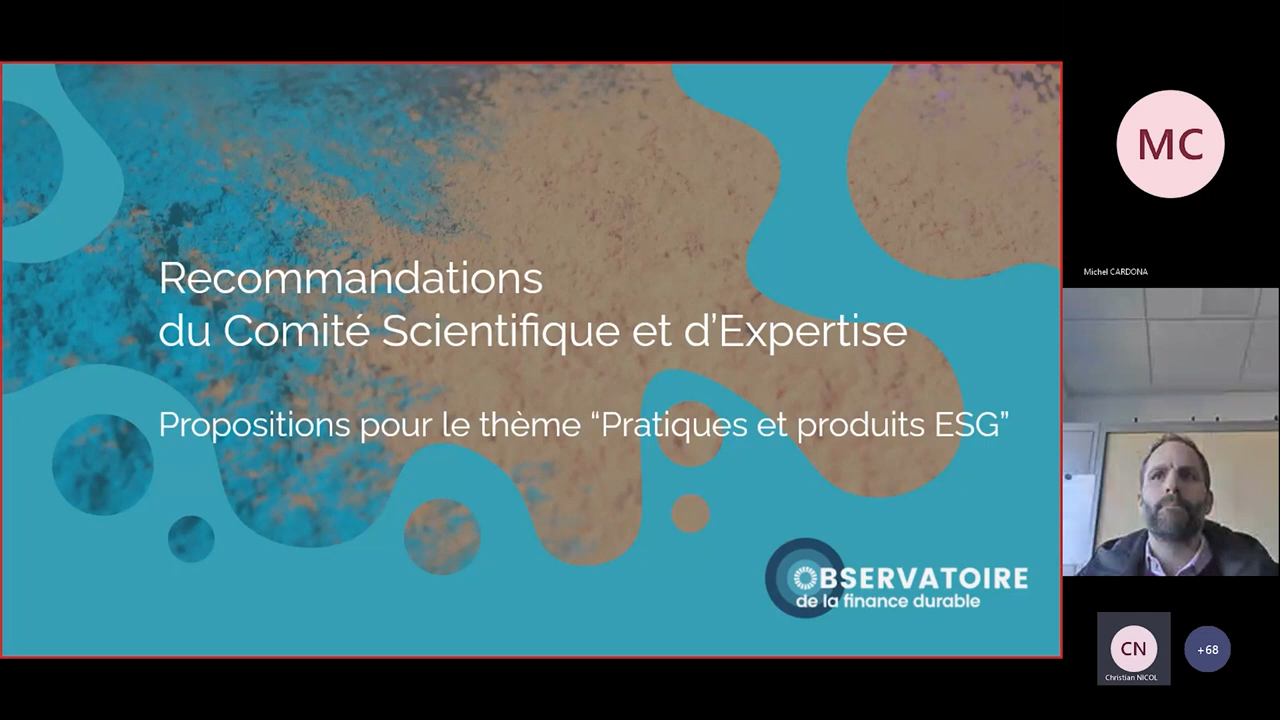 Recommandations
du Comité Scientifique et d'Expertise
Propositions pour le thème “Pratiques et produits ESG”
OBSERVATOIRE
de la finance durable
MC
Michel CARDONA
CN
Christian NICOL
+68